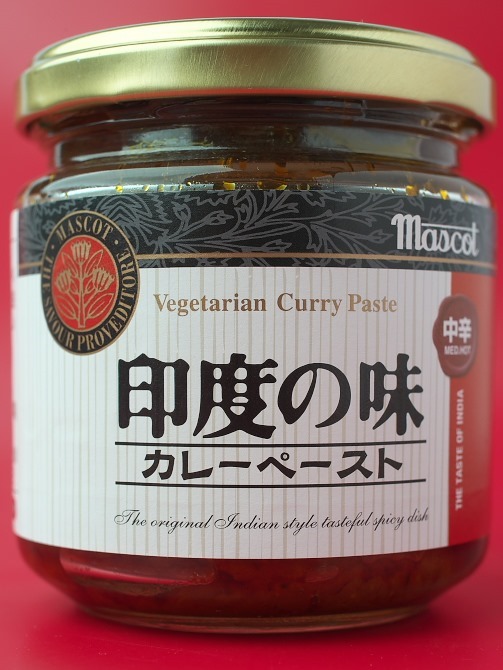 mascot
THE · MASCOT · SAVOUR PROVEDITORE ·
Vegetarian Curry Paste
中辛
MED.HOT
印度の味
カレーペースト
THE TASTE OF INDIA
The original Indian style tasteful spicy dish